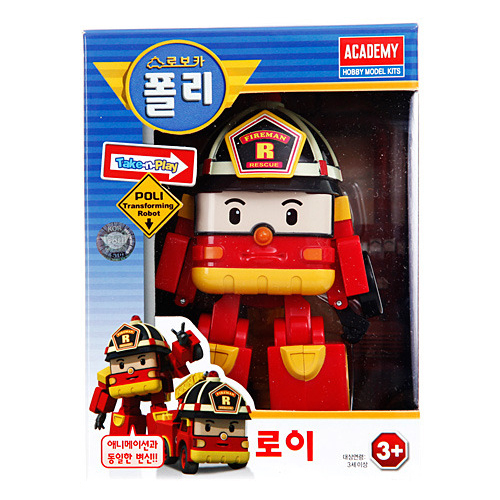 로보카
폴리
ACADEMY
HOBBY MODEL KITS
Take-n-Play
POLI
Transforming
Robot
FIREMAN
R
RESCUE
FIREMAN
R
RESCUE
R
애니메이션과
동일한 변신!!
로이
대상연령:
3세 이상
3+